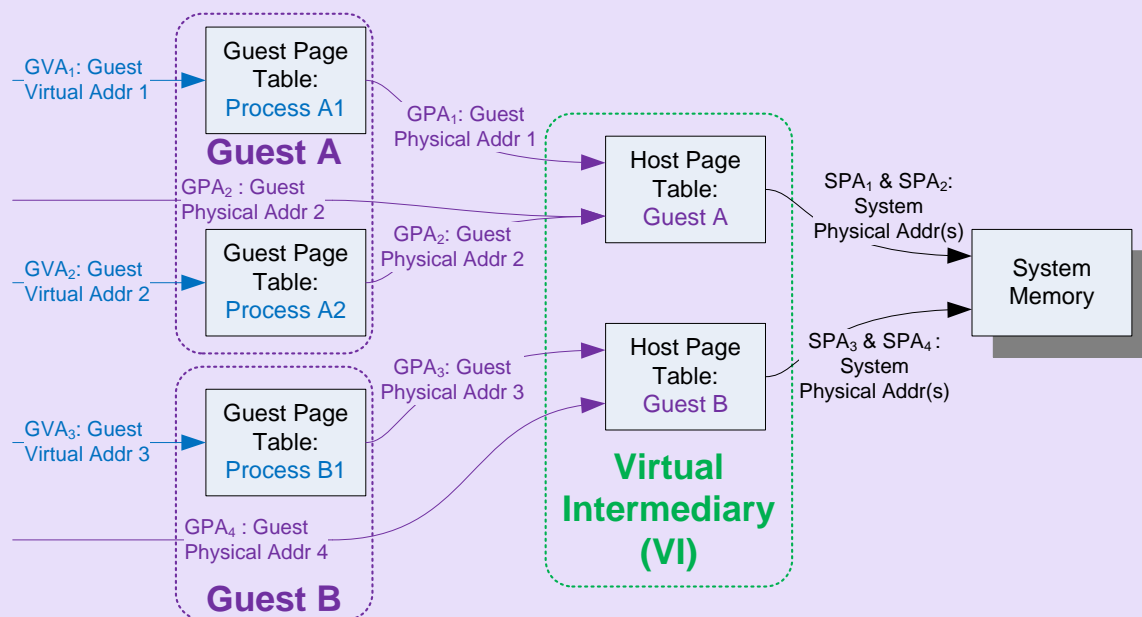 GVA₁: Guest
Virtual Addr 1
Guest Page
Table:
Process A1
Guest A
GPA₁: Guest
Physical Addr 1
GPA₂ : Guest
Physical Addr 2
GVA₂: Guest
Virtual Addr 2
Guest Page
Table:
Process A2
GPA₂: Guest
Physical Addr 2
Host Page
Table:
Guest A
SPA₁ & SPA₂:
System
Physical Addr(s)
System
Memory
GVA₃: Guest
Virtual Addr 3
Guest Page
Table:
Process B1
GPA₃: Guest
Physical Addr 3
Host Page
Table:
Guest B
SPA₃ & SPA₄ :
System
Physical Addr(s)
GPA₄ : Guest
Physical Addr 4
Guest B
Virtual
Intermediary
(VI)